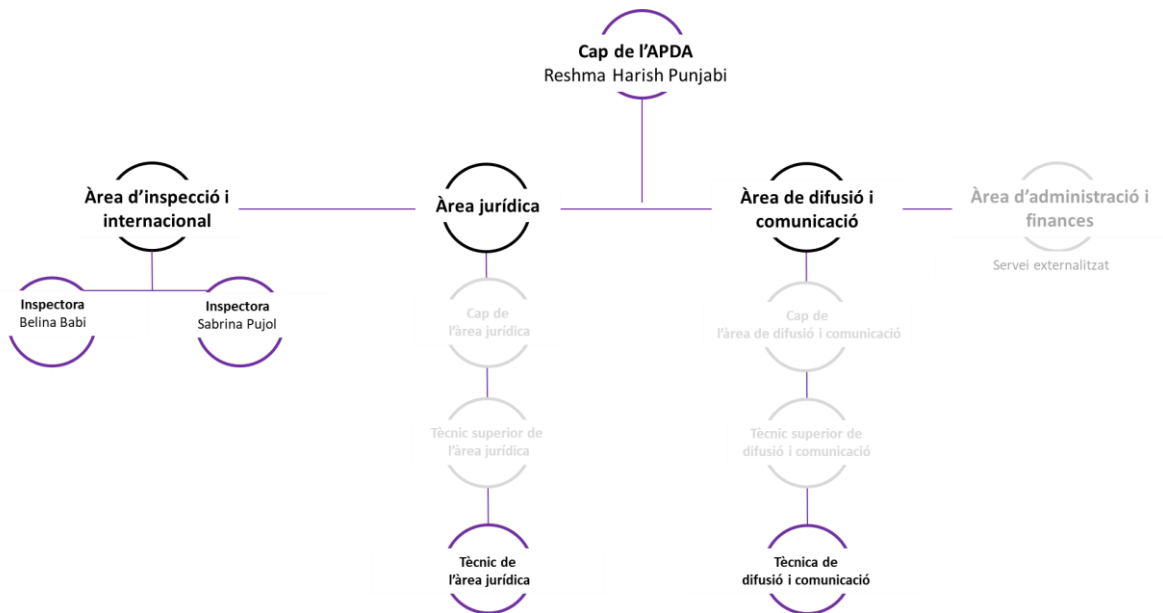 Cap de l'APDA
Reshma Harish Punjabi
Àrea d'inspecció i
internacional
Àrea jurídica
Àrea de difusió i
comunicació
Àrea d'administració i
finances
Servei externalitzat
Inspectora
Belina Babi
Inspectora
Sabrina Pujol
Cap de
l'àrea jurídica
Cap de
l'àrea de difusió i comunicació
Tècnic superior de
l'àrea jurídica
Tècnic superior de
difusió i comunicació
Tècnic de
l'àrea jurídica
Tècnica de
difusió i comunicació